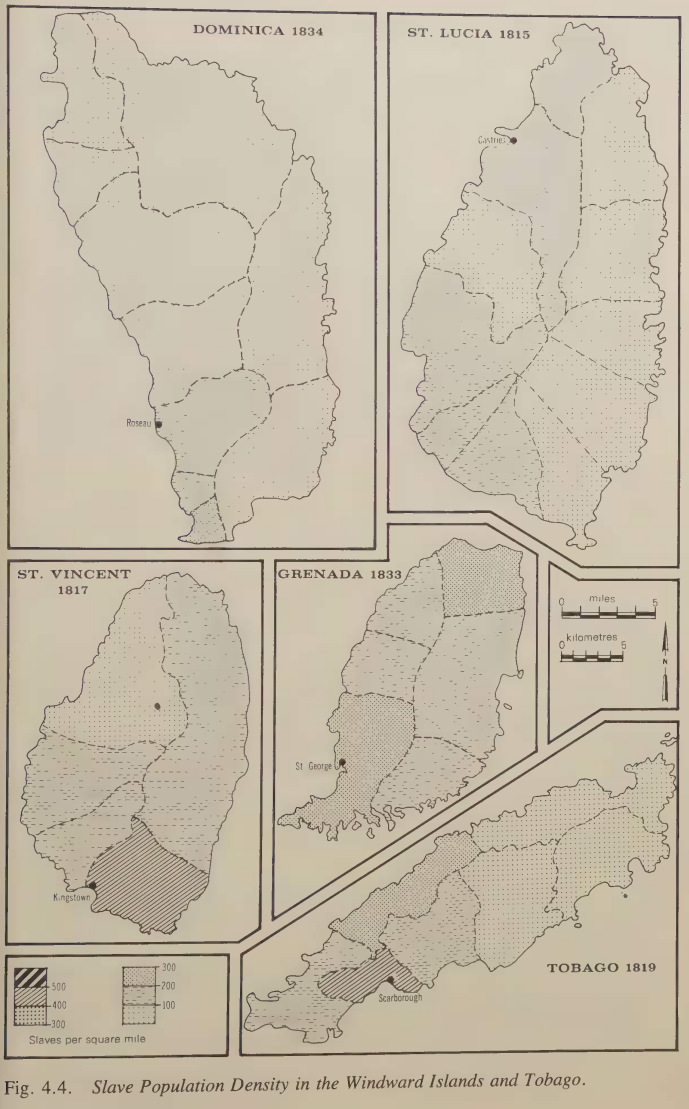 DOMINICA 1834
Roseau
ST. LUCIA 1815
Castries
ST. VINCENT
1817
Kingstown
GRENADA 1833
St George
0 miles 5
kilometres
0 5
N
TOBAGO 1819
Scarborough
500
400
300
300
200
100
Slaves per square mile
Fig. 4.4. Slave Population Density in the Windward Islands and Tobago.